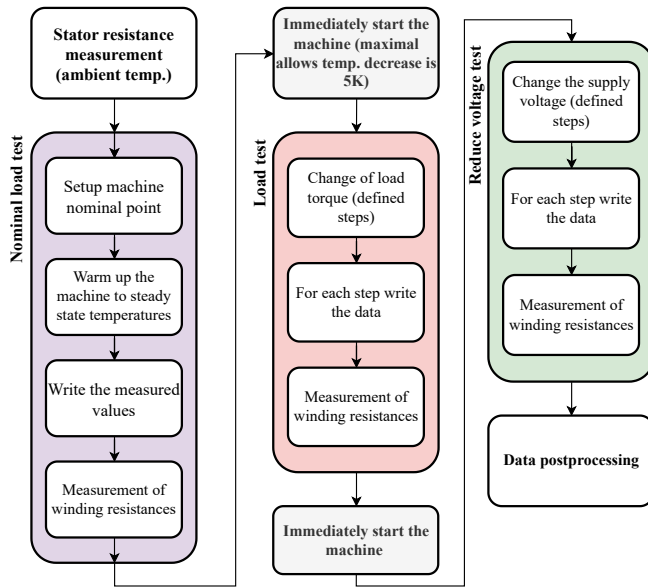 Stator resistance
measurement
(ambient temp.)
Nominal load test
Setup machine
nominal point
Warm up the
machine to steady
state temperatures
Write the measured
values
Measurement of
winding resistances
Immediately start the
machine (maximal
allows temp. decrease is
5K)
Load test
Change of load
torque (defined
steps)
For each step write
the data
Measurement of
winding resistances
Immediately start the
machine
Reduce voltage test
Change the supply
voltage (defined
steps)
For each step write
the data
Measurement of
winding resistances
Data postprocessing